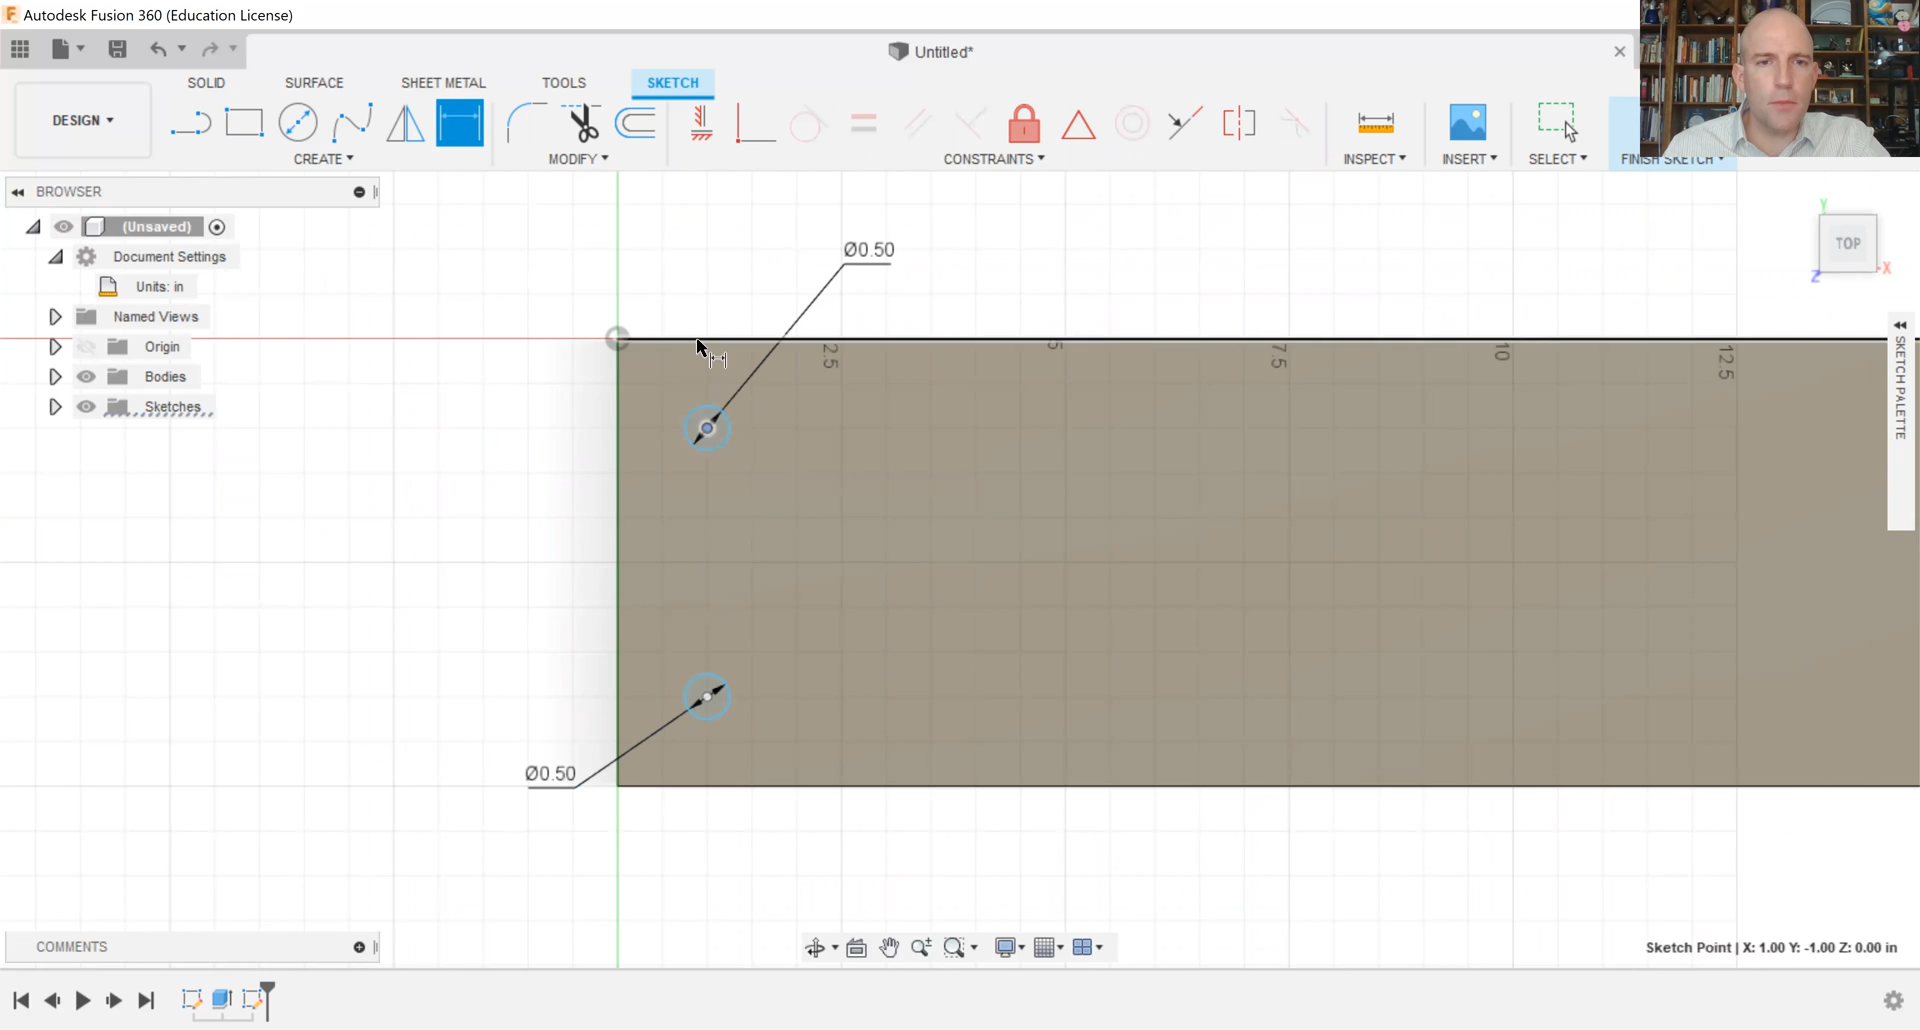 Autodesk Fusion 360 (Education License)
Untitled*
SOLID
SURFACE
SHEET METAL
TOOLS
SKETCH
DESIGN
CREATE
MODIFY
CONSTRAINTS
INSPECT
INSERT
SELECT
FINISH SKETCH
BROWSER
(Unsaved)
Document Settings
Units: in
Named Views
Origin
Bodies
Sketches
Ø0.50
Y
TOP
X
Z
2.5
5
7.5
10
12.5
SKETCH PALETTE
Ø0.50
COMMENTS
Sketch Point | X: 1.00 Y: -1.00 Z: 0.00 in